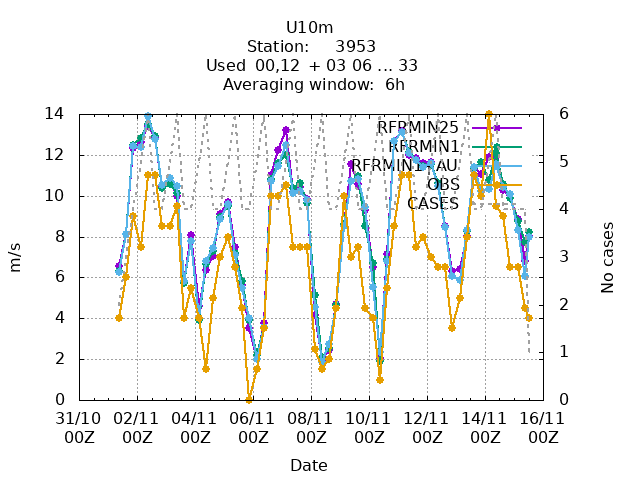 U10m
Station: 3953
Used 00,12 + 03 06 ... 33
Averaging window: 6h
14 12 10 8 6 4 2 0
m/s
RFRMIN25
RFRMIN1
OBS
CASES
6 5 4 3 2 1 0
No cases
31/10 02/11 04/11 06/11 08/11 10/11 12/11 14/11 16/11
00Z 00Z 00Z 00Z 00Z 00Z 00Z 00Z 00Z
Date